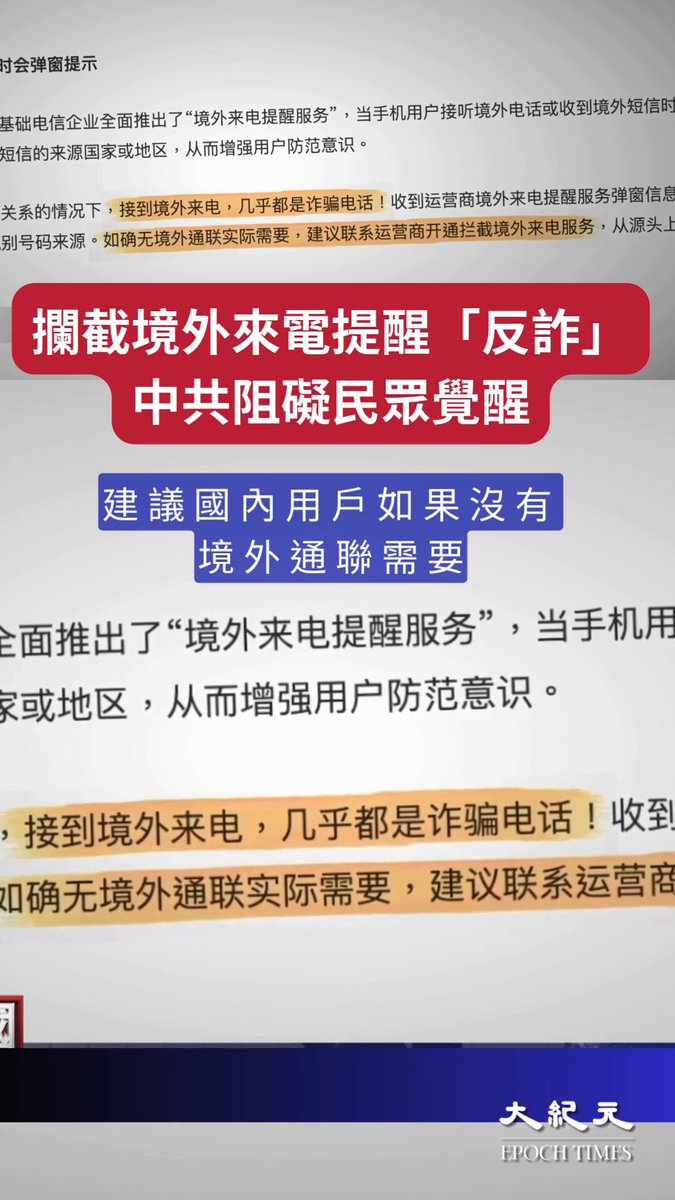 时会弹窗提示
基础电信企业全面推出了“境外来电提醒服务”，当手机用户接听境外电话或收到境外短信时
短信的来源国家或地区，从而增强用户防范意识。
关系的情况下，接到境外来电，几乎都是诈骗电话！收到运营商境外来电提醒服务弹窗信息
别号码来源。如确无境外通联实际需要，建议联系运营商开通拦截境外来电服务，从源头上
攔截境外來電提醒「反詐」
中共阻礙民眾覺醒
建議國內用戶如果沒有
境外通聯需要
全面推出了“境外来电提醒服务”，当手机用
家或地区，从而增强用户防范意识。
，接到境外来电，几乎都是诈骗电话！收到
如确无境外通联实际需要，建议联系运营商
大紀元
EPOCH TIMES